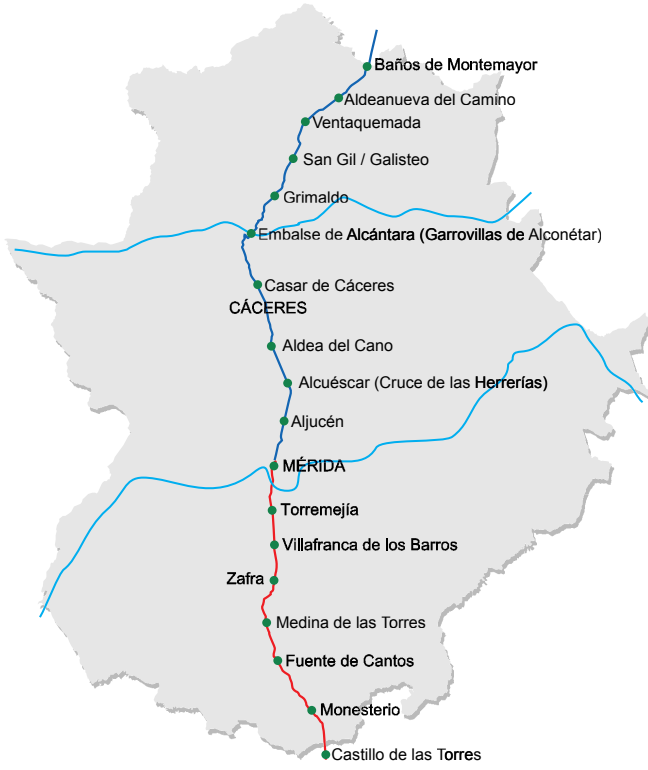 Baños de Montemayor
Aldeanueva del Camino
Ventaquemada
San Gil / Galisteo
Grimaldo
Embalse de Alcántara (Garrovillas de Alconétar)
Casar de Cáceres
CÁCERES
Aldea del Cano
Alcuéscar (Cruce de las Herrerías)
Aljucén
MÉRIDA
Torremejía
Villafranca de los Barros
Zafra
Medina de las Torres
Fuente de Cantos
Monesterio
Castillo de las Torres